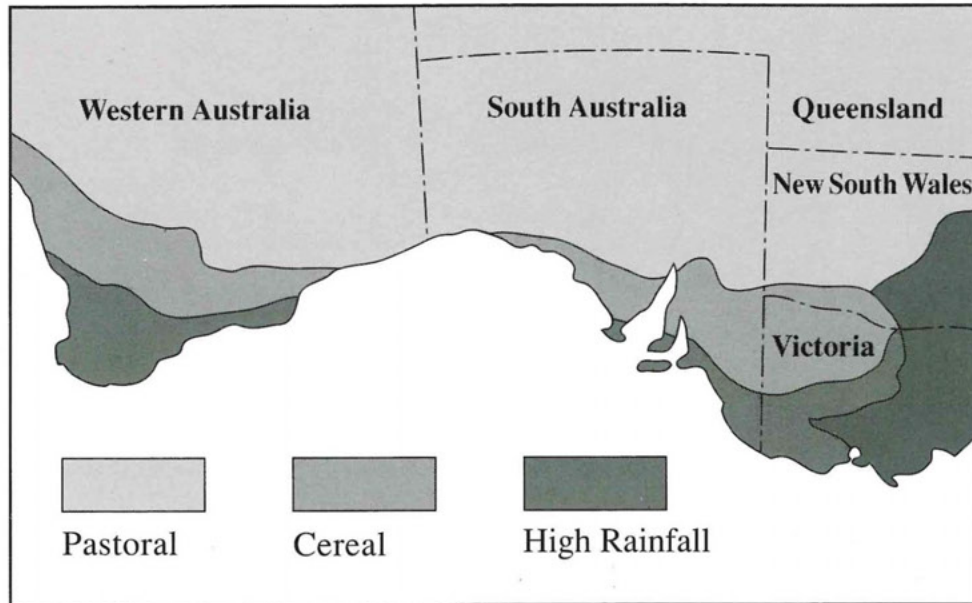 Western Australia
South Australia
Queensland
New South Wales
Victoria
Pastoral
Cereal
High Rainfall